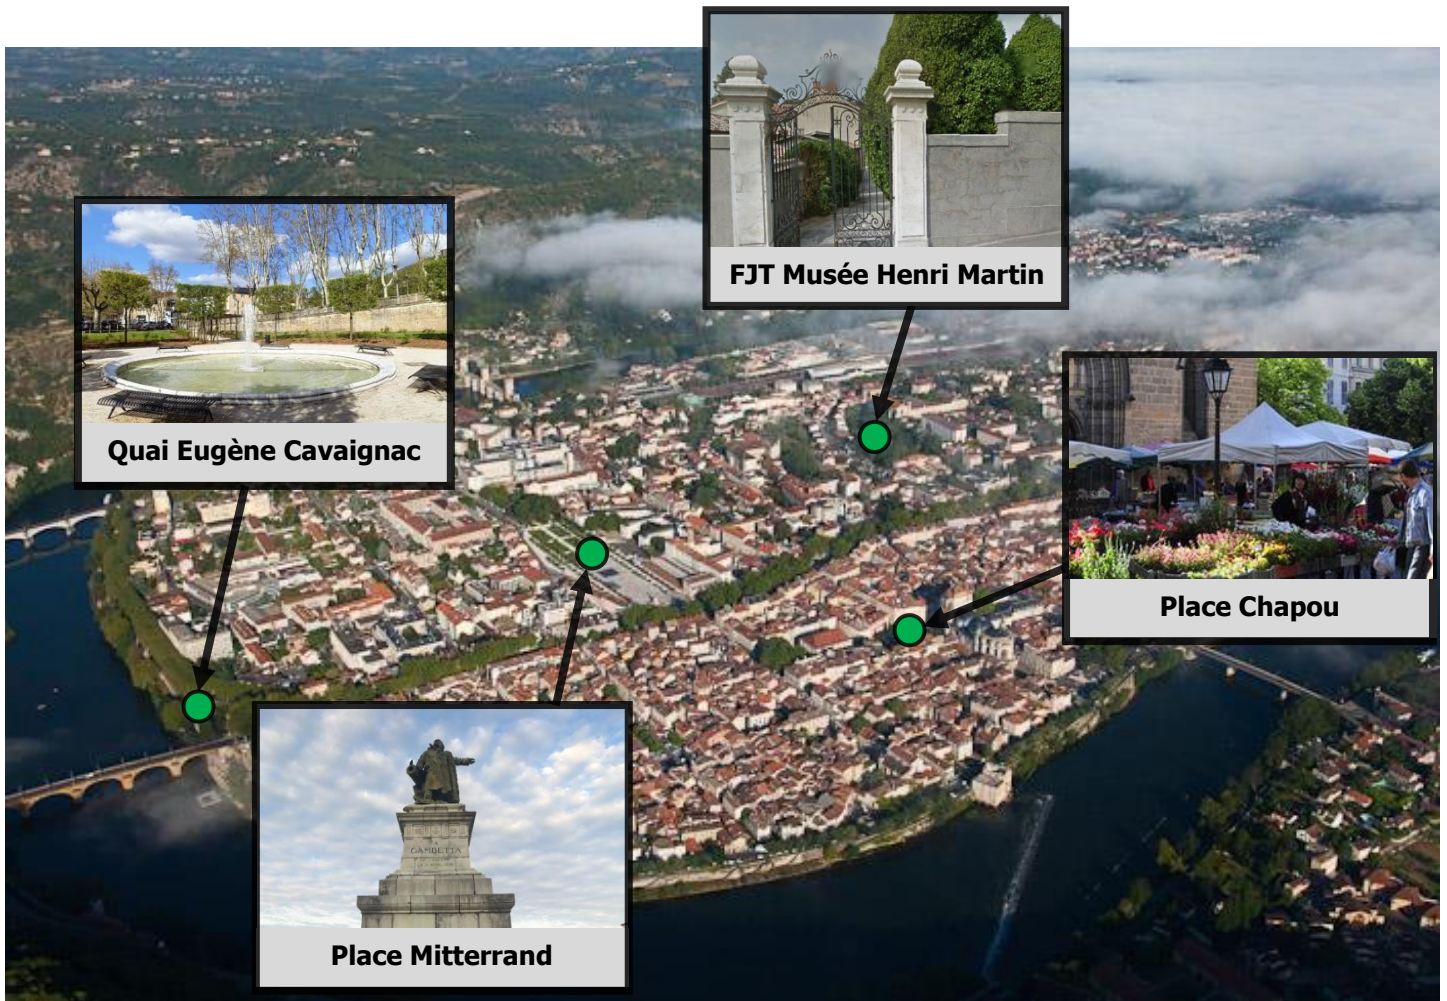 FJT Musée Henri Martin
Quai Eugène Cavaignac
Place Chapou
GAMBETTA
Place Mitterrand